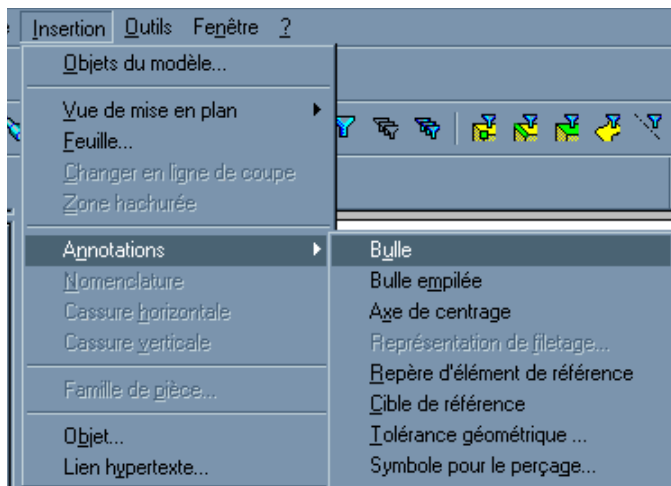 Insertion Outils Fenêtre ?
Objets du modèle...
Vue de mise en plan
Feuille...
Changer en ligne de coupe
Zone hachurée
Annotations
Nomenclature
Cassure horizontale
Cassure verticale
Famille de pièce...
Objet...
Lien hypertexte...
Bulle
Bulle empilée
Axe de centrage
Représentation de filetage...
Repère d'élément de référence
Cible de référence
Tolérance géométrique ...
Symbole pour le perçage...